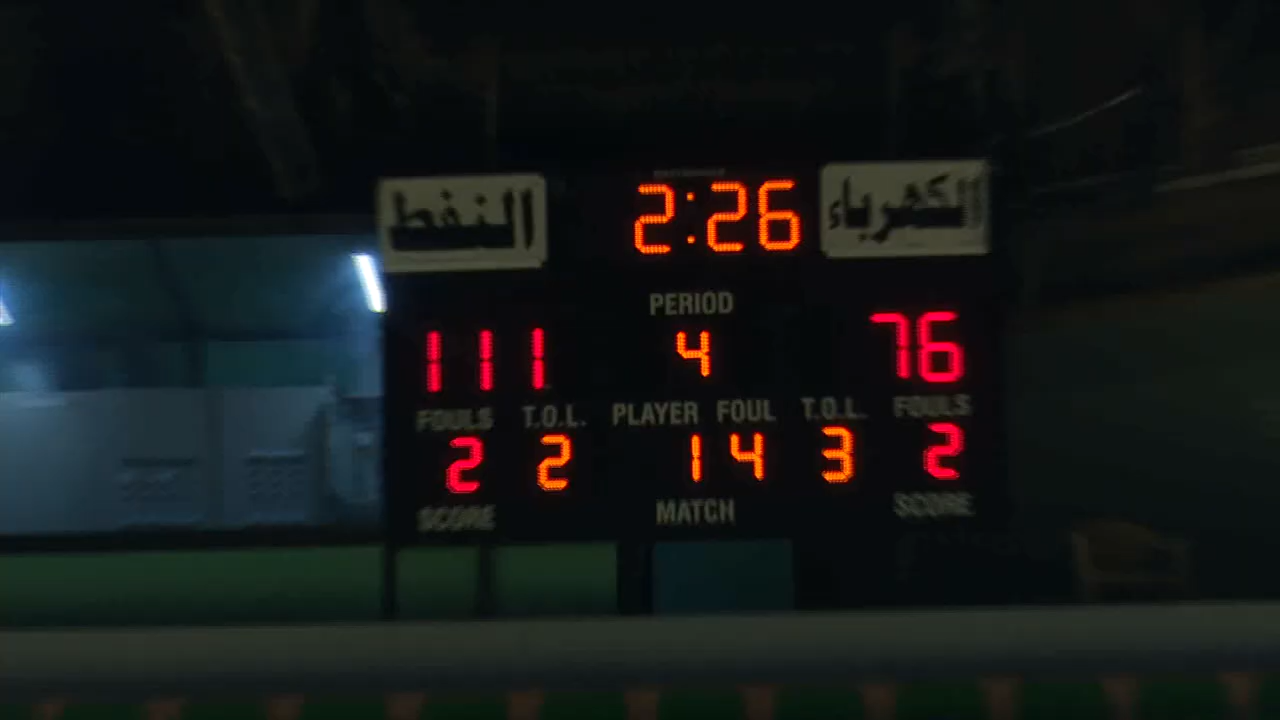 النفط 2:26 الكهرباء
PERIOD
111 4 76
FOULS T.O.L. PLAYER FOUL T.O.L. FOULS
2 2 14 3 2
SCORE MATCH SCORE